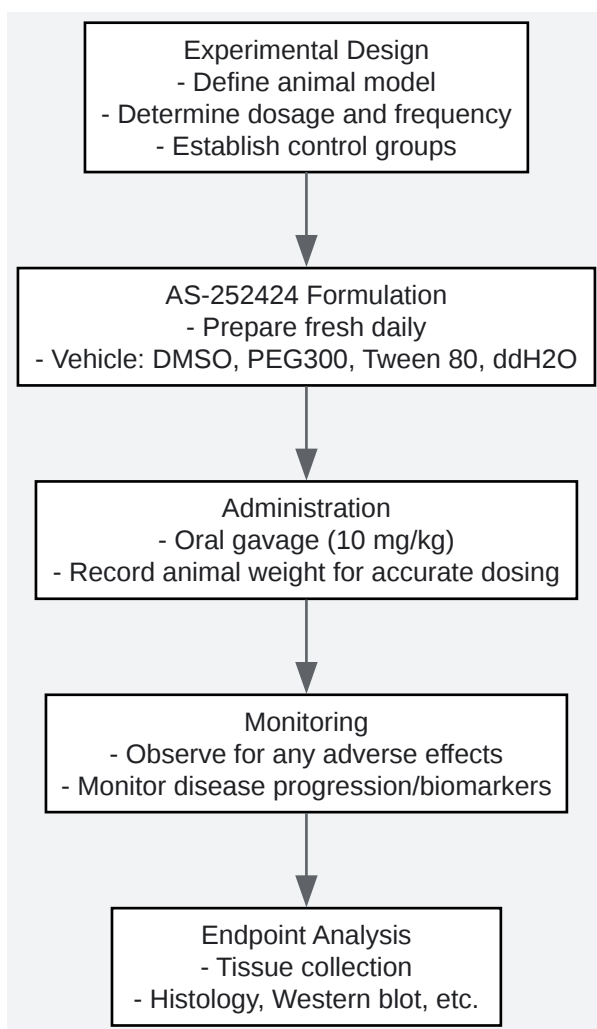 Experimental Design
- Define animal model
- Determine dosage and frequency
- Establish control groups
AS-252424 Formulation
- Prepare fresh daily
- Vehicle: DMSO, PEG300, Tween 80, ddH2O
Administration
- Oral gavage (10 mg/kg)
- Record animal weight for accurate dosing
Monitoring
- Observe for any adverse effects
- Monitor disease progression/biomarkers
Endpoint Analysis
- Tissue collection
- Histology, Western blot, etc.